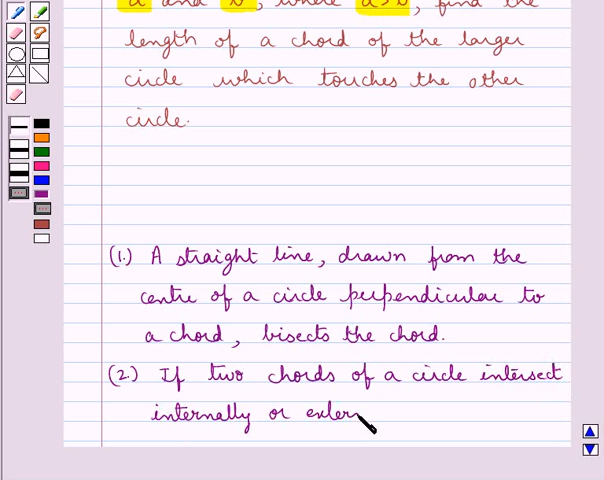 a and b, where a>b, find the
length of a chord of the larger
circle which touches the other
circle.
(1.) A straight line, drawn from the
centre of a circle perpendicular to
a chord, bisects the chord.
(2.) If two chords of a circle intersect
internally or extern